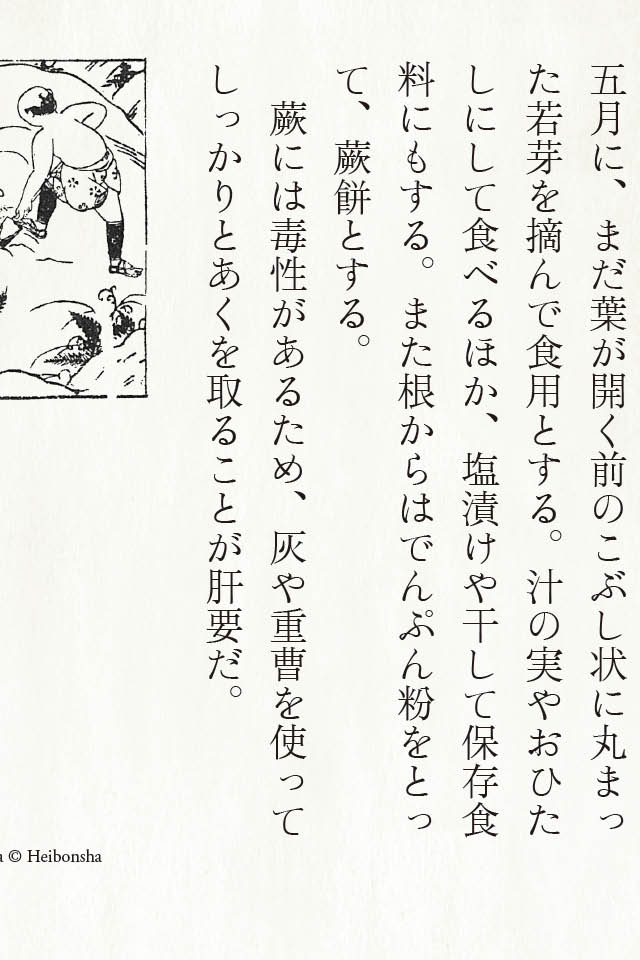 五月に、まだ葉が開く前のこぶし状に丸まっ
た若芽を摘んで食用とする。汁の実やおひた
しにして食べるほか、塩漬けや干して保存食
料にもする。また根からはでんぷん粉をとっ
て、蕨餅とする。
蕨には毒性があるため、灰や重曹を使って
しっかりとあくを取ることが肝要だ。
a © Heibonsha